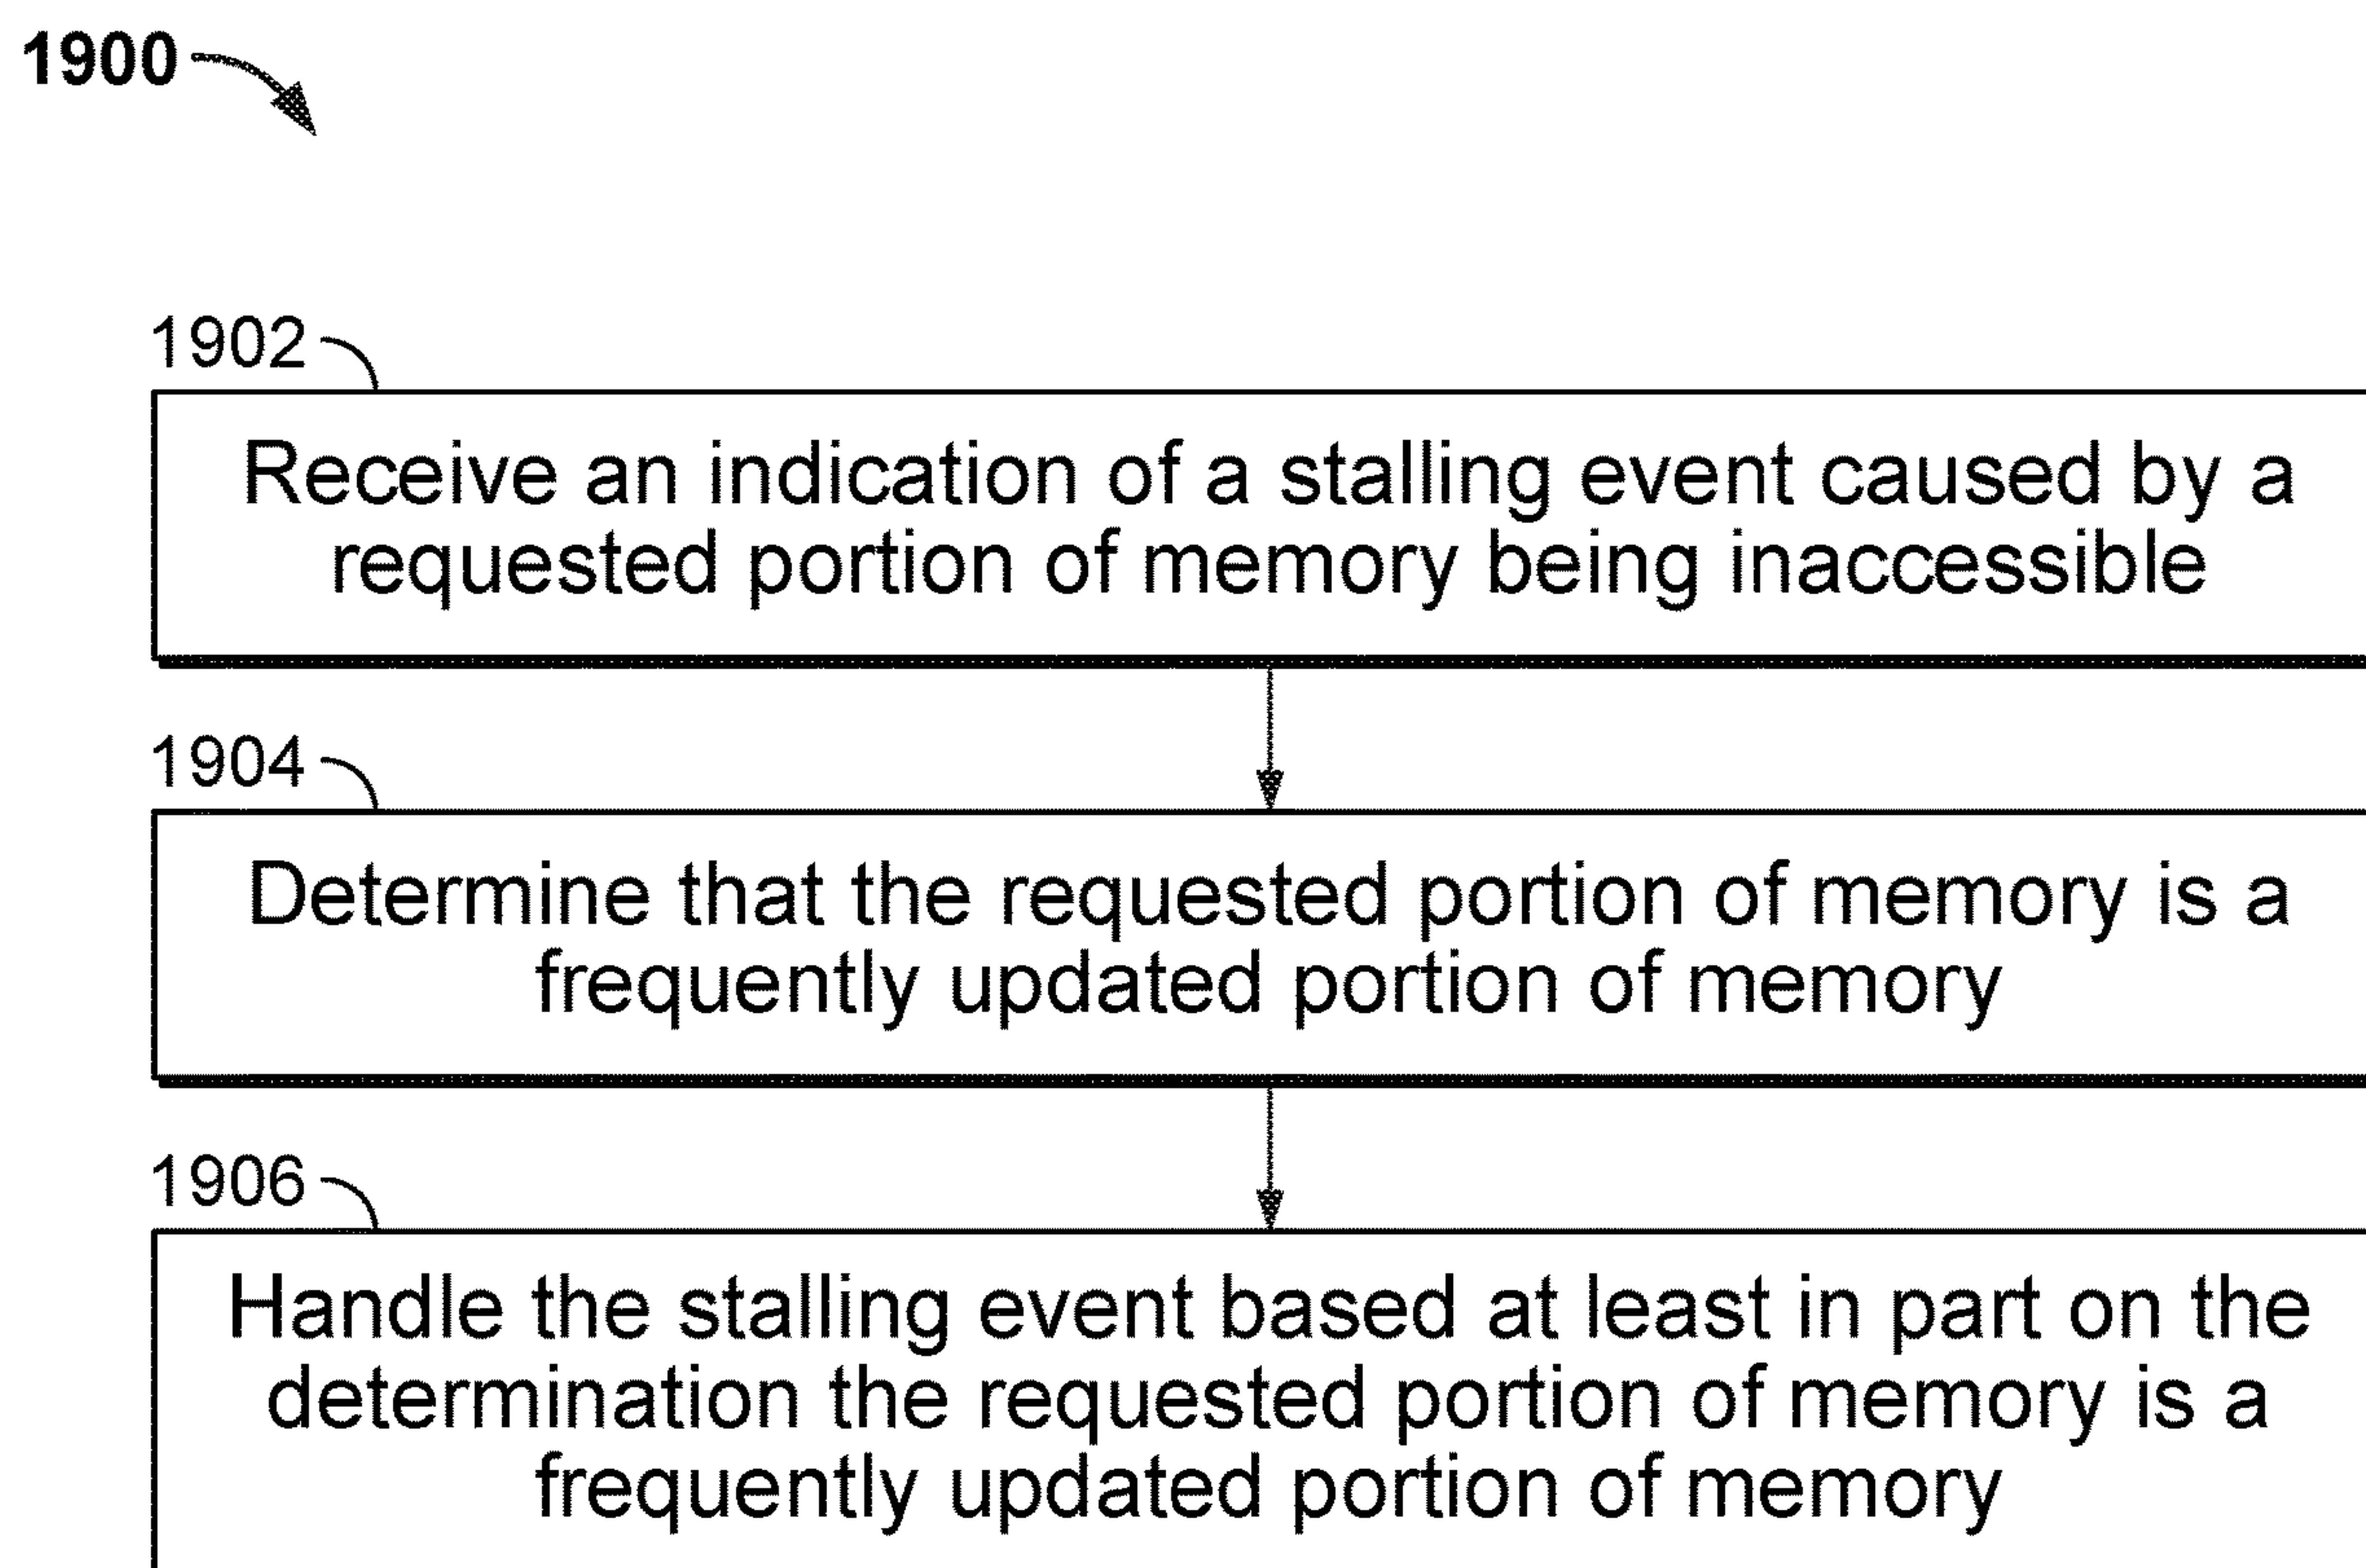 1900
1902
Receive an indication of a stalling event caused by a
requested portion of memory being inaccessible
1904
Determine that the requested portion of memory is a
frequently updated portion of memory
1906
Handle the stalling event based at least in part on the
determination the requested portion of memory is a
frequently updated portion of memory